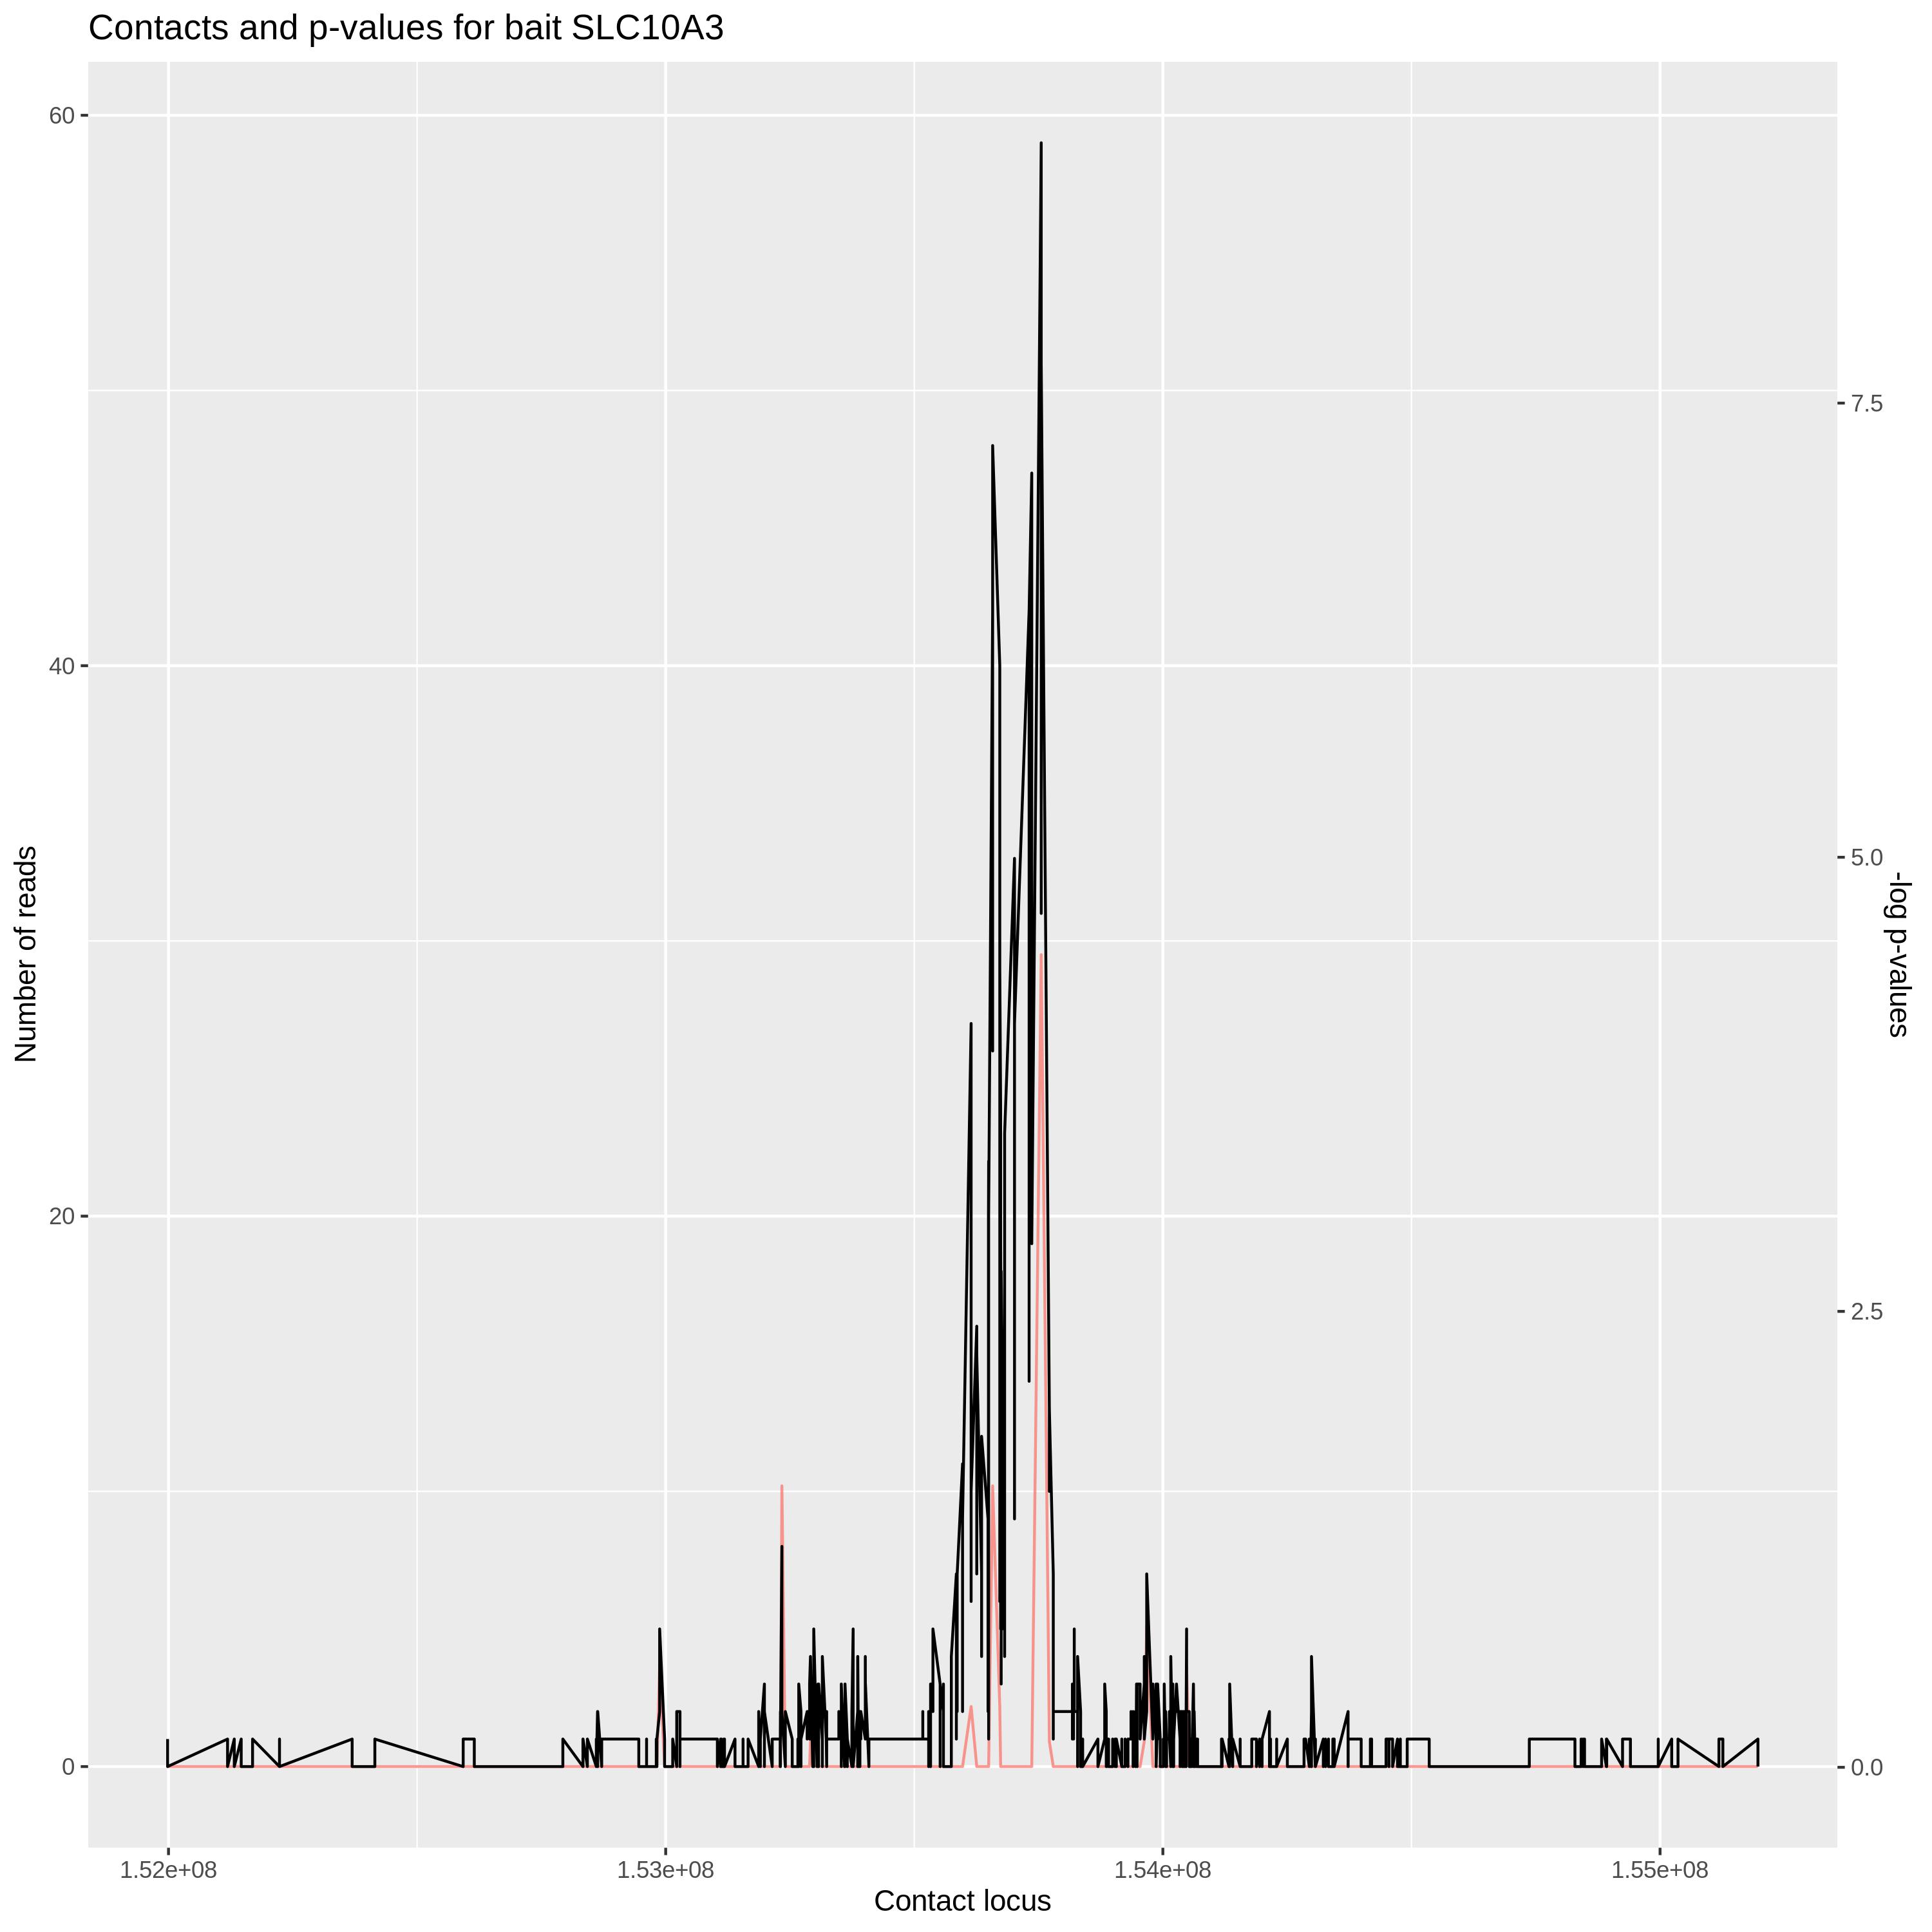 Contacts and p-values for bait SLC10A3
60
40
20
0
Number of reads
7.5
5.0
2.5
0.0
-log p-values
1.52e+08
1.53e+08
1.54e+08
1.55e+08
Contact locus